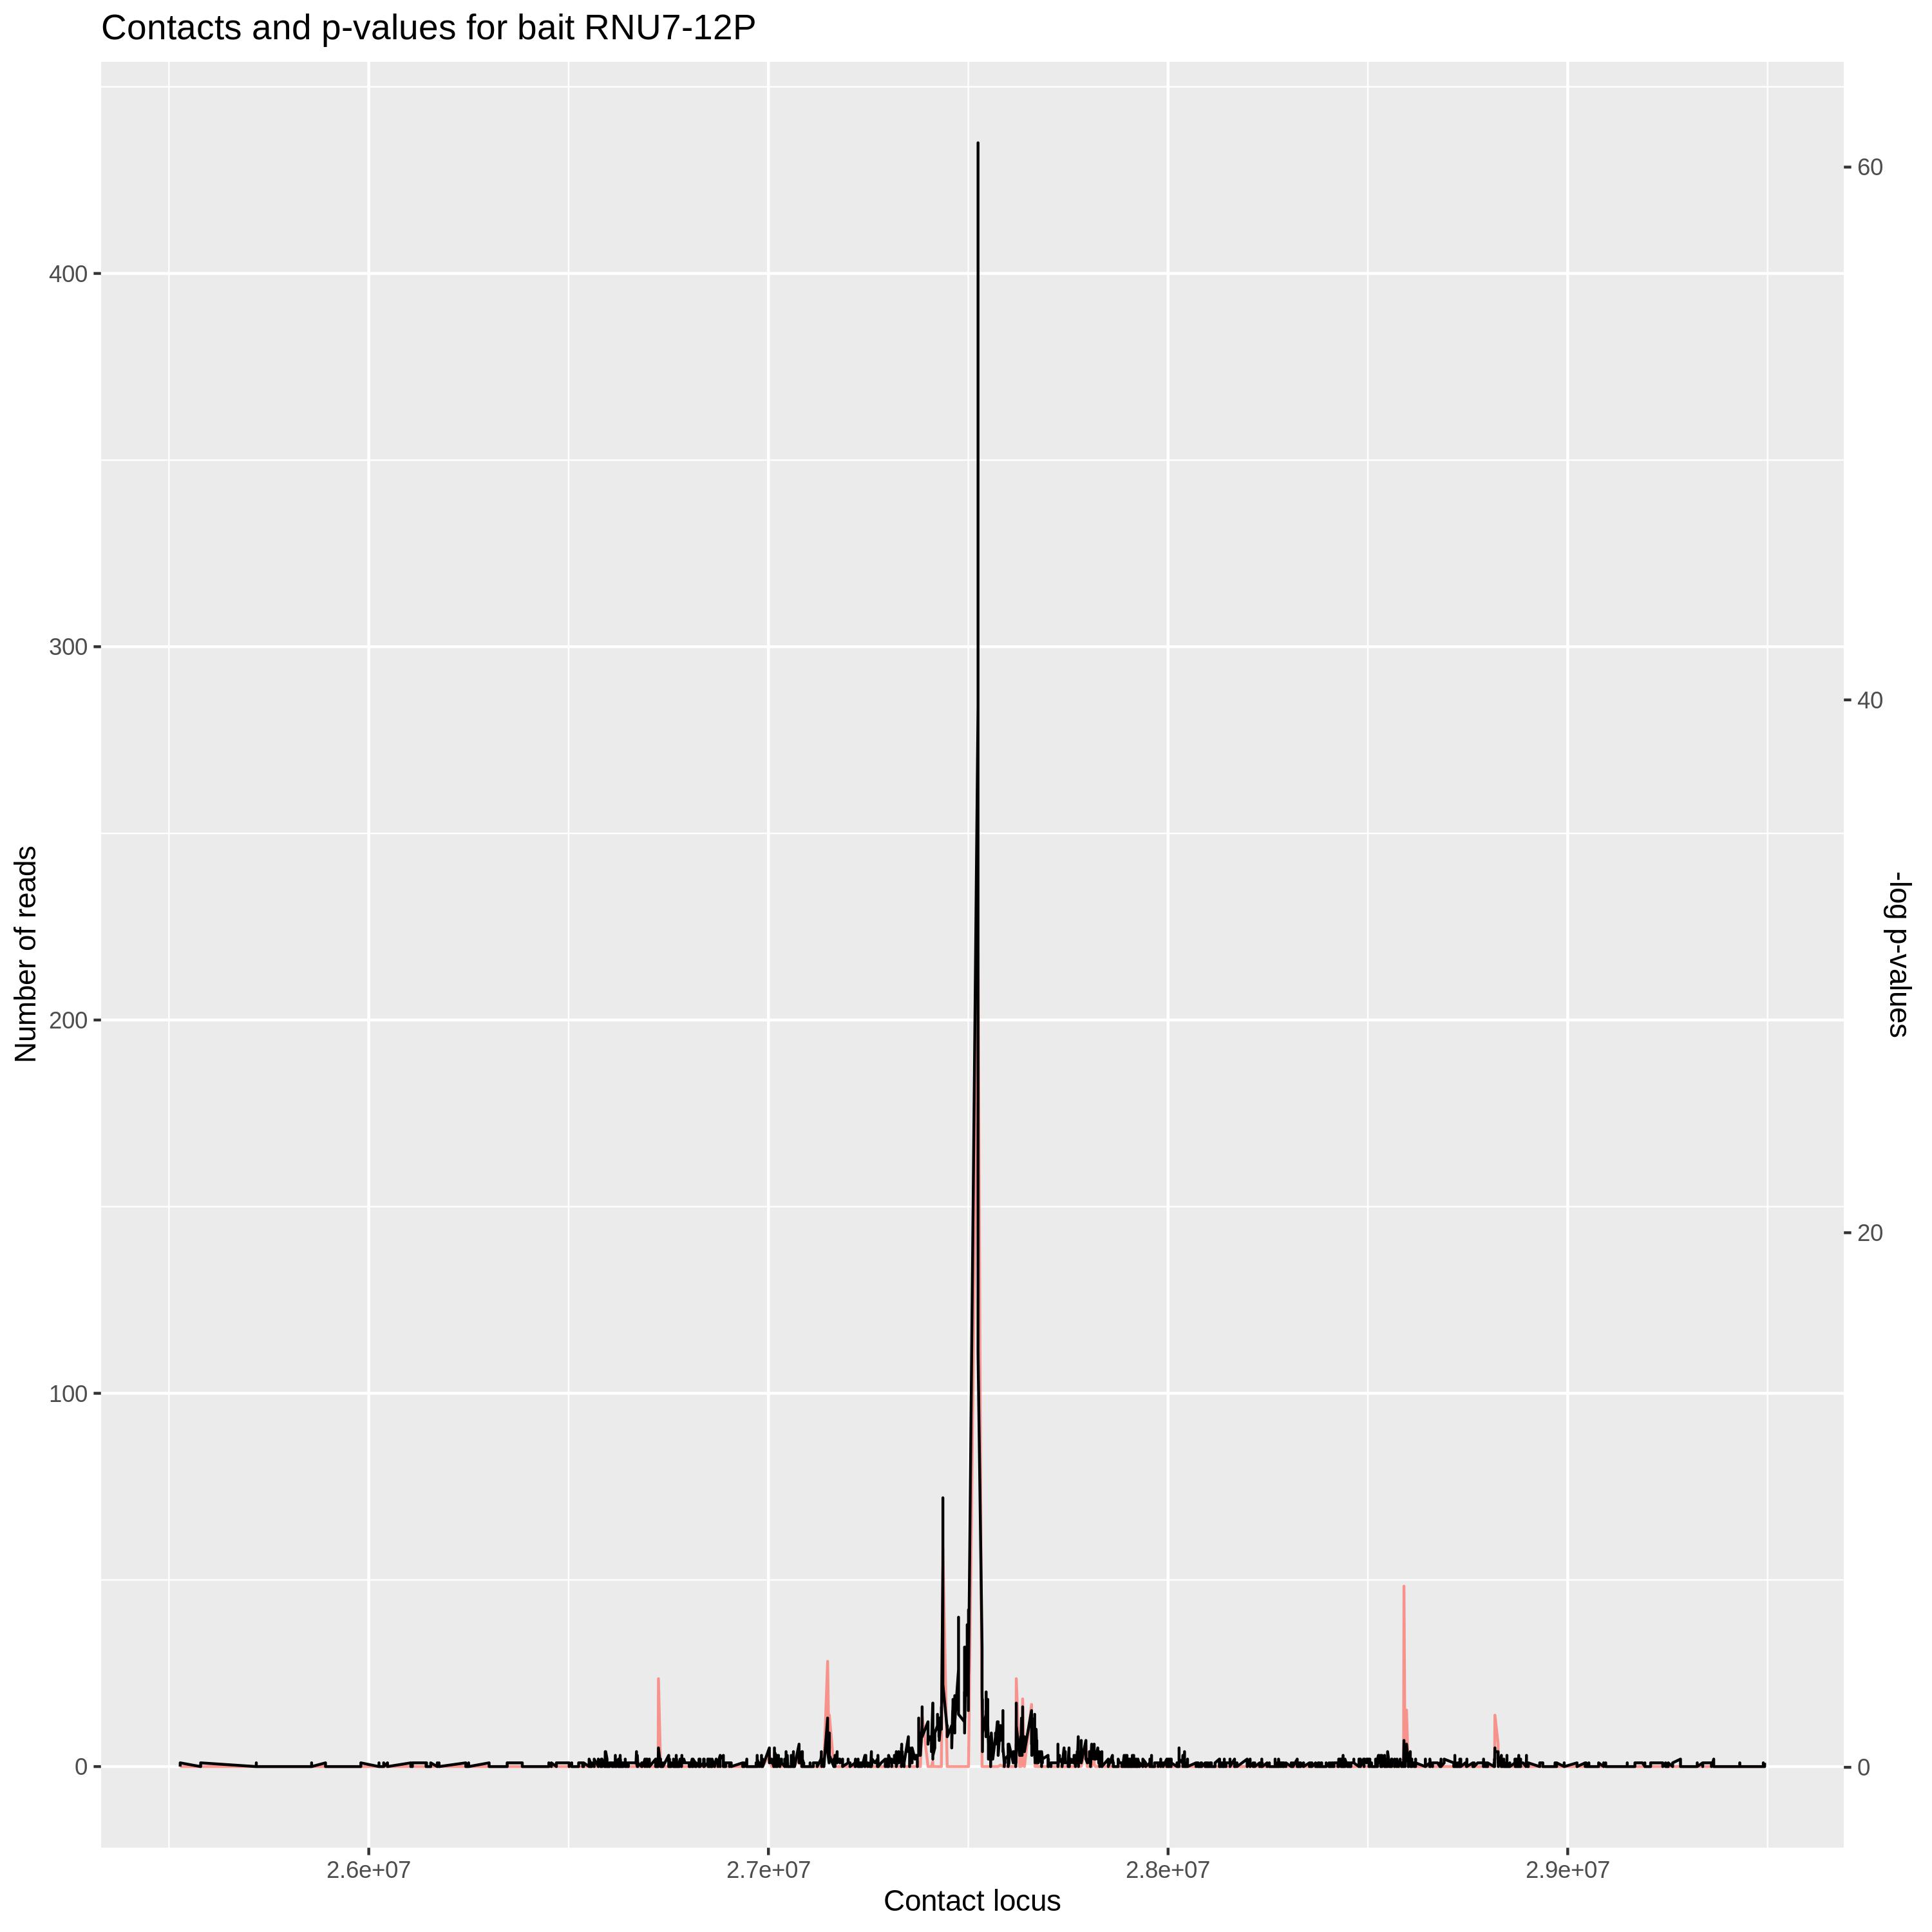 Contacts and p-values for bait RNU7-12P
Number of reads
400
300
200
100
0
60
40
20
0
-log p-values
2.6e+07
2.7e+07
2.8e+07
2.9e+07
Contact locus